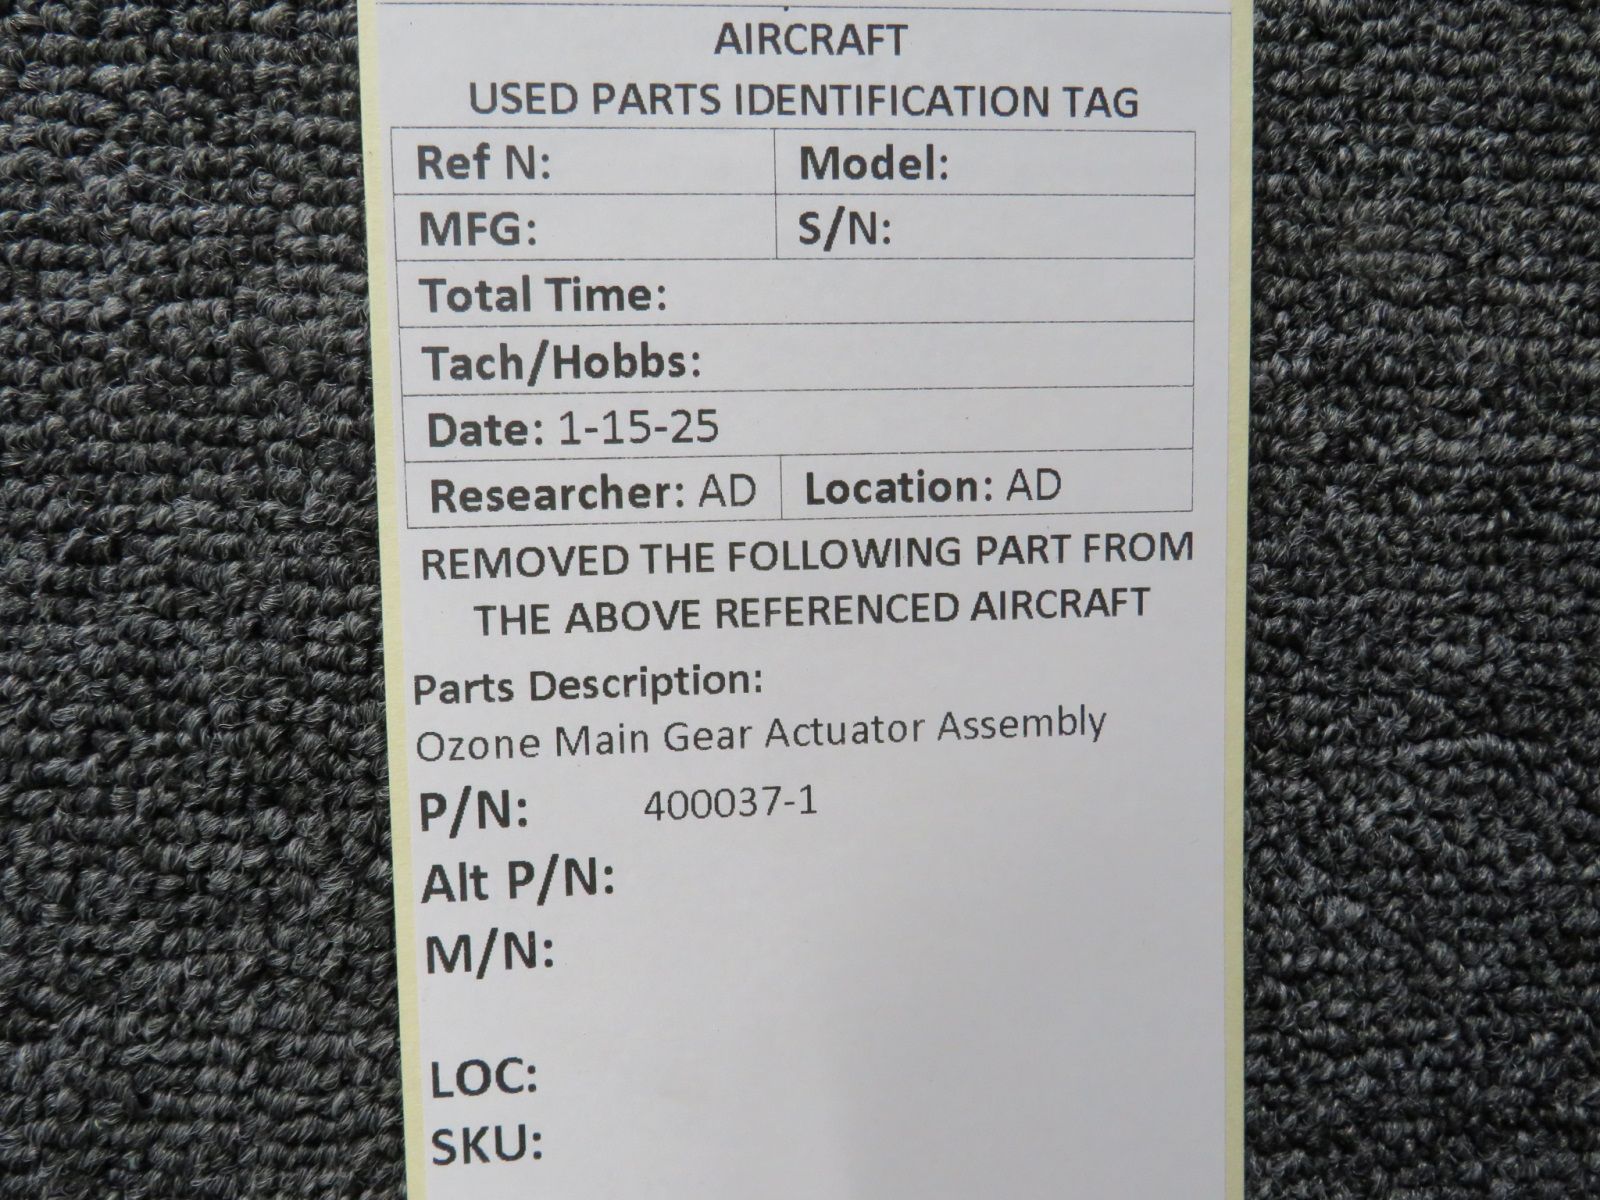 AIRCRAFT
USED PARTS IDENTIFICATION TAG
Ref N: Model:
MFG: S/N:
Total Time:
Tach/Hobbs:
Date: 1-15-25
Researcher: AD Location: AD
REMOVED THE FOLLOWING PART FROM
THE ABOVE REFERENCED AIRCRAFT
Parts Description:
Ozone Main Gear Actuator Assembly
P/N: 400037-1
Alt P/N:
M/N:
LOC:
SKU: